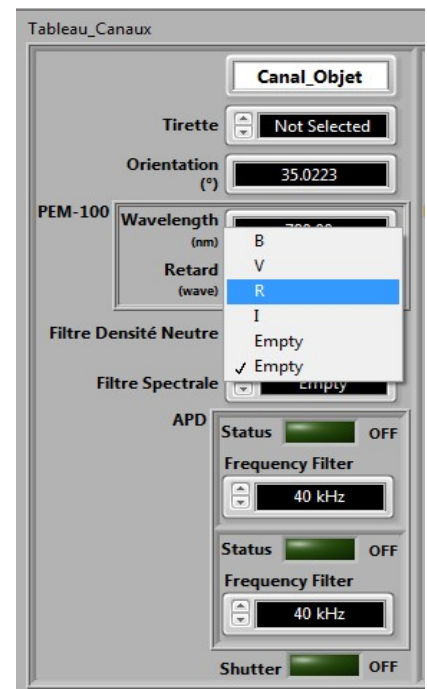 Tableau_Canaux
Canal_Objet
Tirette Not Selected
Orientation
(°) 35.0223
PEM-100 Wavelength
(nm)
Retard
(wave)
B
V
R
I
Empty
✓ Empty
Filtre Densité Neutre
Filtre Spectrale Empty
APD
Status OFF
Frequency Filter
40 kHz
Status OFF
Frequency Filter
40 kHz
Shutter OFF